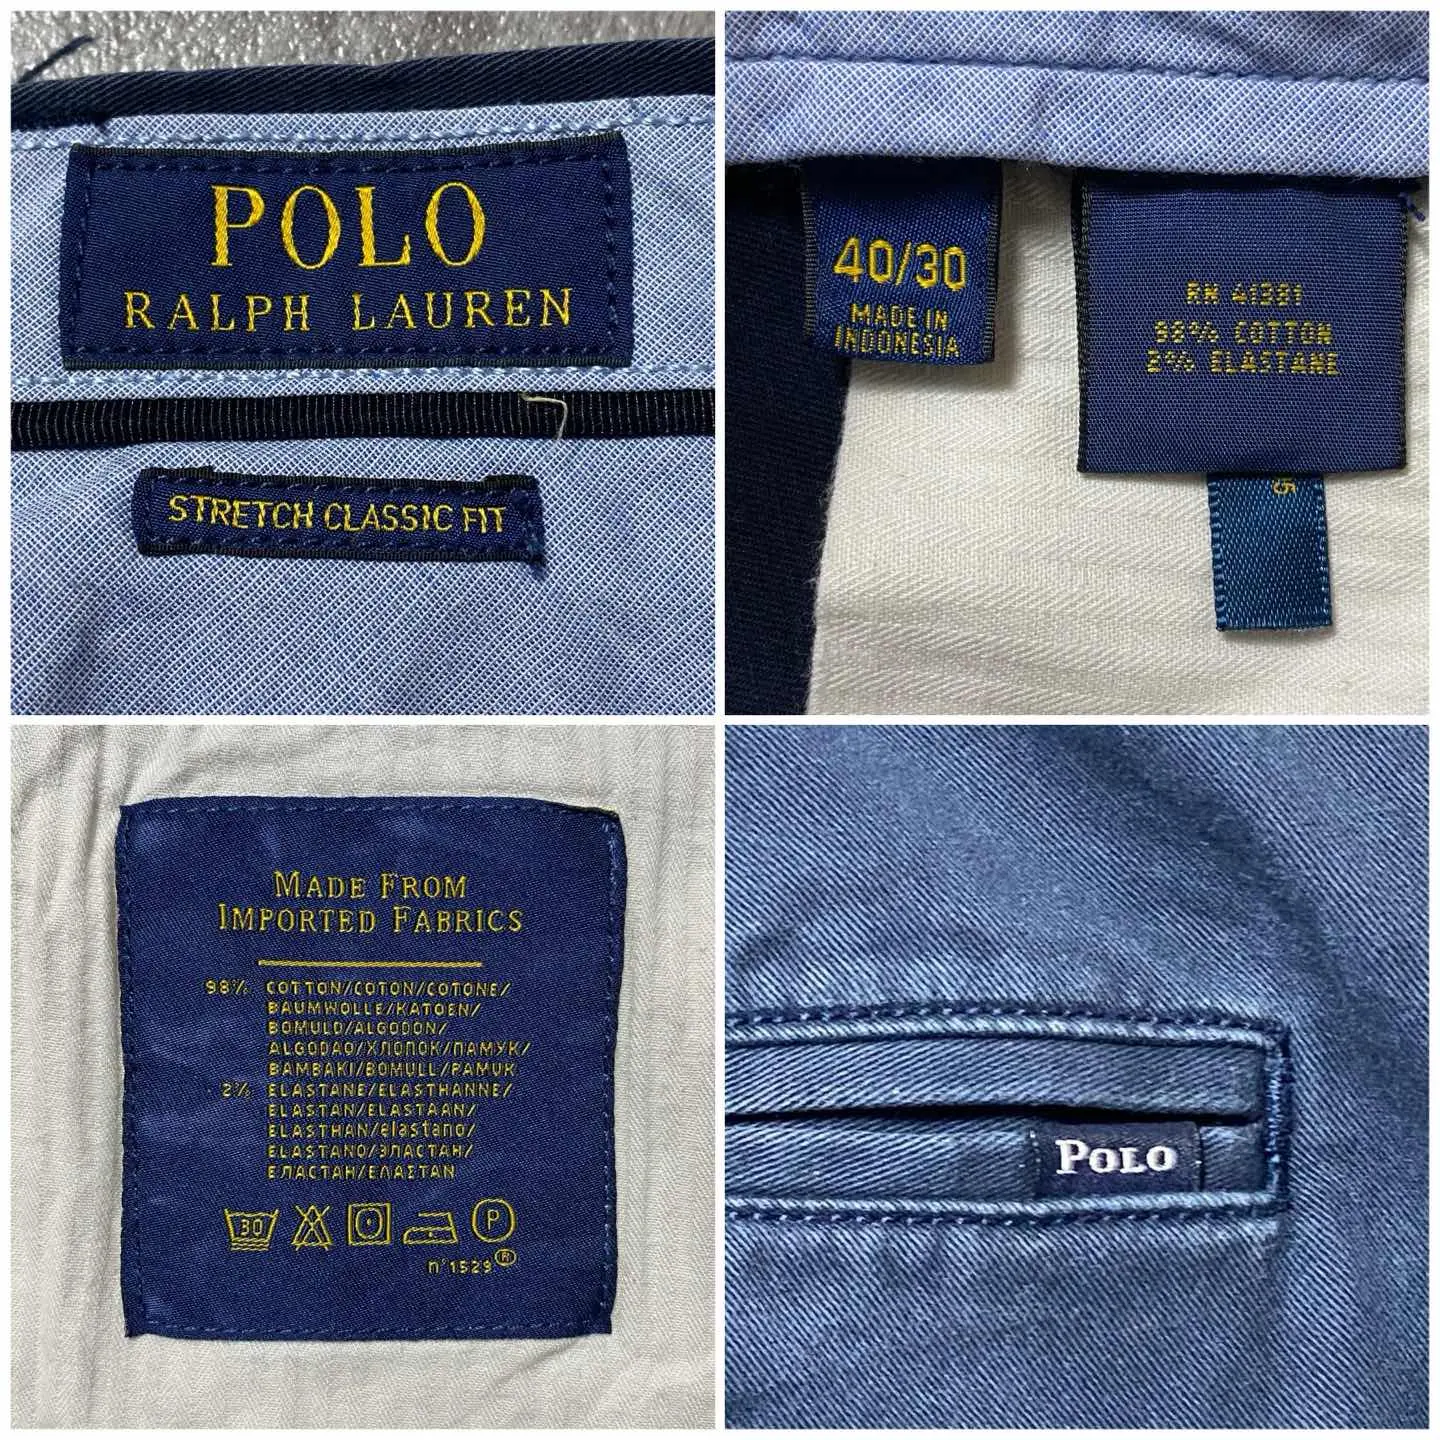 POLO
RALPH LAUREN
STRETCH CLASSIC FIT
40/30
MADE IN
INDONESIA
RN 41381
98% COTTON
2% ELASTANE
5
MADE FROM
IMPORTED FABRICS
98% COTTON/COTON/COTONE/
BAUMWOLLE/KATOEN/
BOMULD/ALGODON/
ALGODAO/ХЛОПОК/ПАМУК/
BAMBAKI/BOMULL/PAMUK
2% ELASTANE/ELASTHANNE/
ELASTAN/ELASTAAN/
ELASTHAN/elastano/
ELASTANO/ЭЛАСТАН/
ЕЛАСТАН/ΕΛΑΣΤΑΝ
30 P
n°1529 ®
POLO